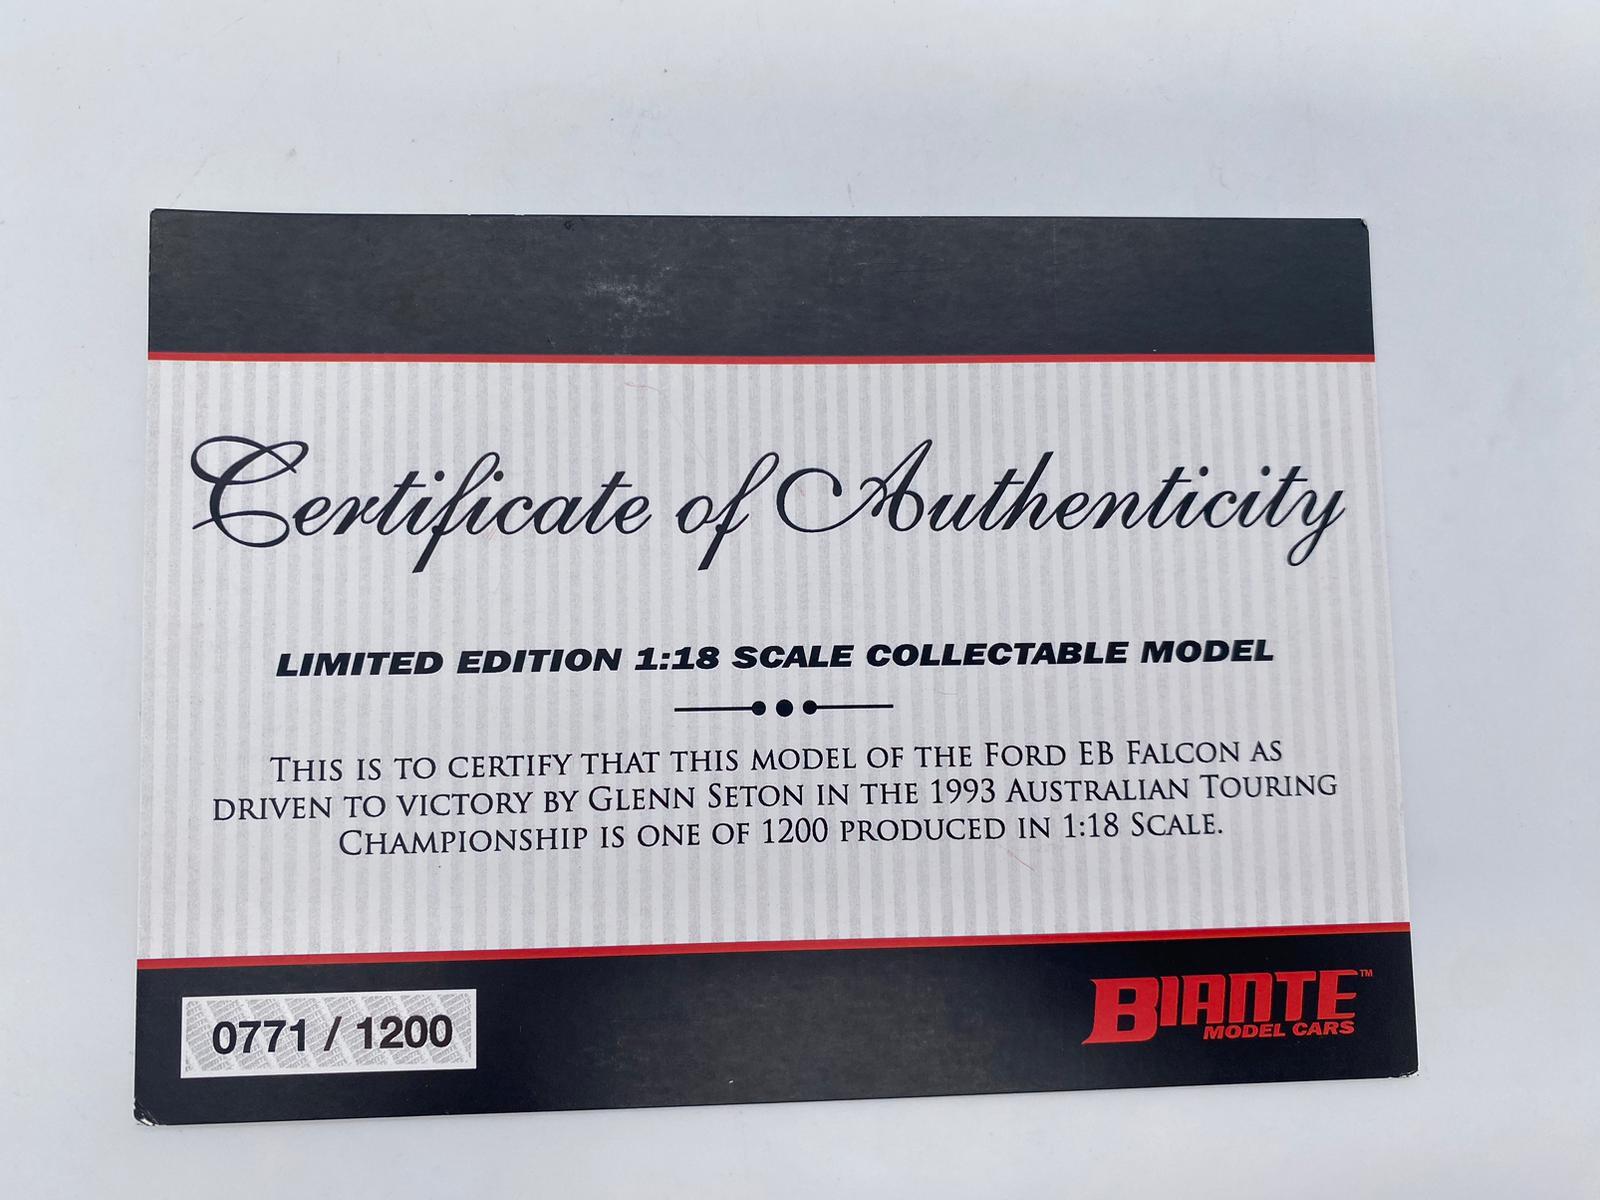 Certificate of Authenticity
LIMITED EDITION 1:18 SCALE COLLECTABLE MODEL
THIS IS TO CERTIFY THAT THIS MODEL OF THE FORD EB FALCON AS
DRIVEN TO VICTORY BY GLENN SETON IN THE 1993 AUSTRALIAN TOURING
CHAMPIONSHIP IS ONE OF 1200 PRODUCED IN 1:18 SCALE.
0771 / 1200
BIANTE™
MODEL CARS